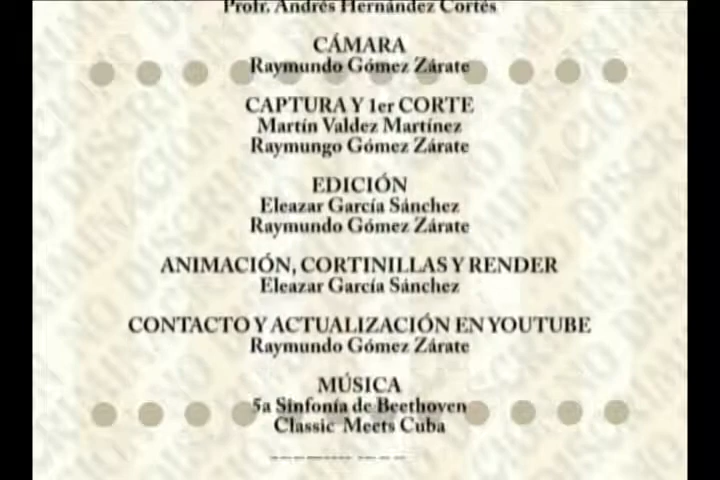 Profr. Andrés Hernández Cortés
CÁMARA
Raymundo Gómez Zárate
CAPTURA Y 1er CORTE
Martín Valdez Martínez
Raymungo Gómez Zárate
EDICIÓN
Eleazar García Sánchez
Raymundo Gómez Zárate
ANIMACIÓN, CORTINILLAS Y RENDER
Eleazar García Sánchez
CONTACTO Y ACTUALIZACIÓN EN YOUTUBE
Raymundo Gómez Zárate
MÚSICA
5a Sinfonía de Beethoven
Classic Meets Cuba